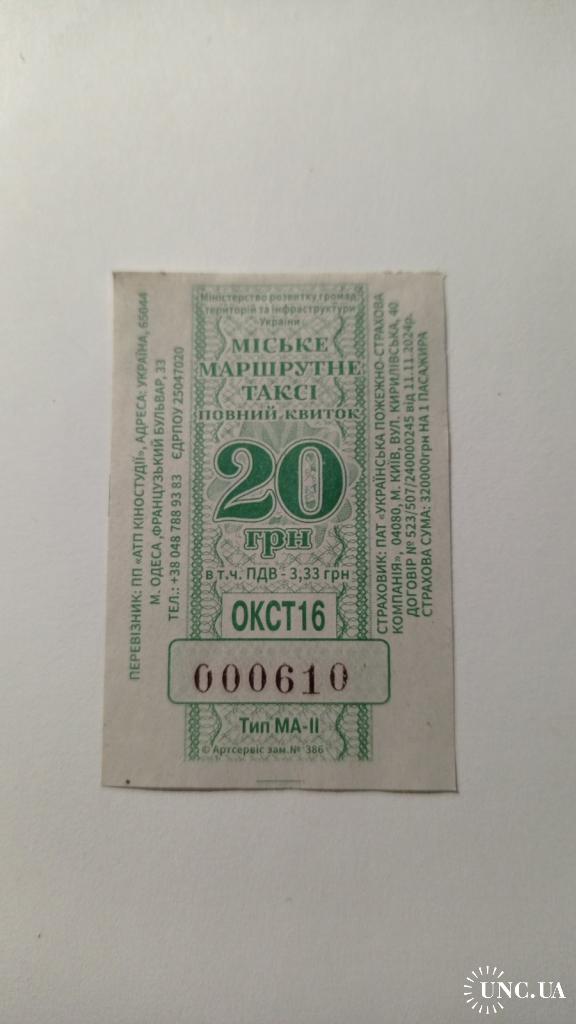 Міністерство розвитку громад,
територій та інфраструктури
України
МІСЬКЕ
МАРШРУТНЕ
ТАКСІ
ПОВНИЙ КВИТОК
20
грн
в т.ч. ПДВ - 3,33 грн
ОКСТ16
000610
Тип МА-ІІ
© Артсервіс зам.№ 386
ПЕРЕВІЗНИК: ПП «АТП КІНОСТУДІЇ», АДРЕСА: УКРАЇНА, 65044
М. ОДЕСА ,ФРАНЦУЗЬКИЙ БУЛЬВАР, 33
ТЕЛ.: +38 048 788 93 83 ЄДРПОУ 25047020
СТРАХОВИК: ПАТ «УКРАЇНСЬКА ПОЖЕЖНО-СТРАХОВА
КОМПАНІЯ», 04080, М. КИЇВ, ВУЛ. КИРИЛІВСЬКА, 40
ДОГОВІР № 523/507/240000245 від 11.11.2024р.
СТРАХОВА СУМА: 320000грн НА 1 ПАСАЖИРА
UNC.UA